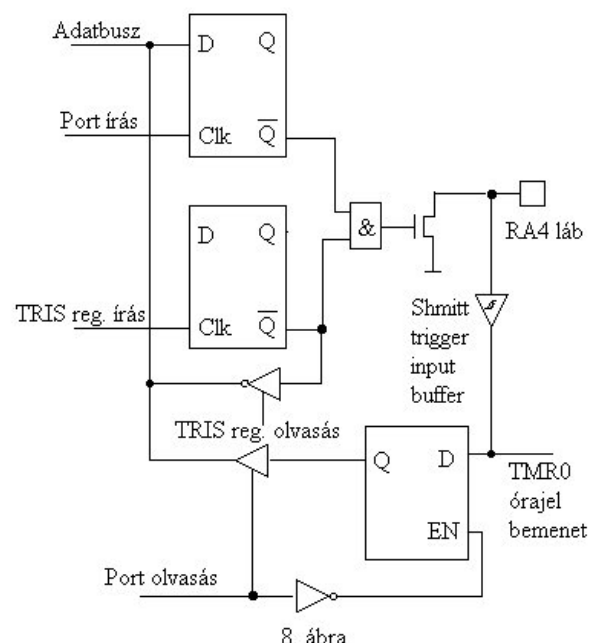 Adatbusz
D Q
Port írás
Clk Q
D Q
TRIS reg. írás
Clk Q
&
RA4 láb
Shmitt
trigger
input
buffer
TRIS reg. olvasás
Q D
EN
TMR0
órajel
bemenet
Port olvasás
8. ábra